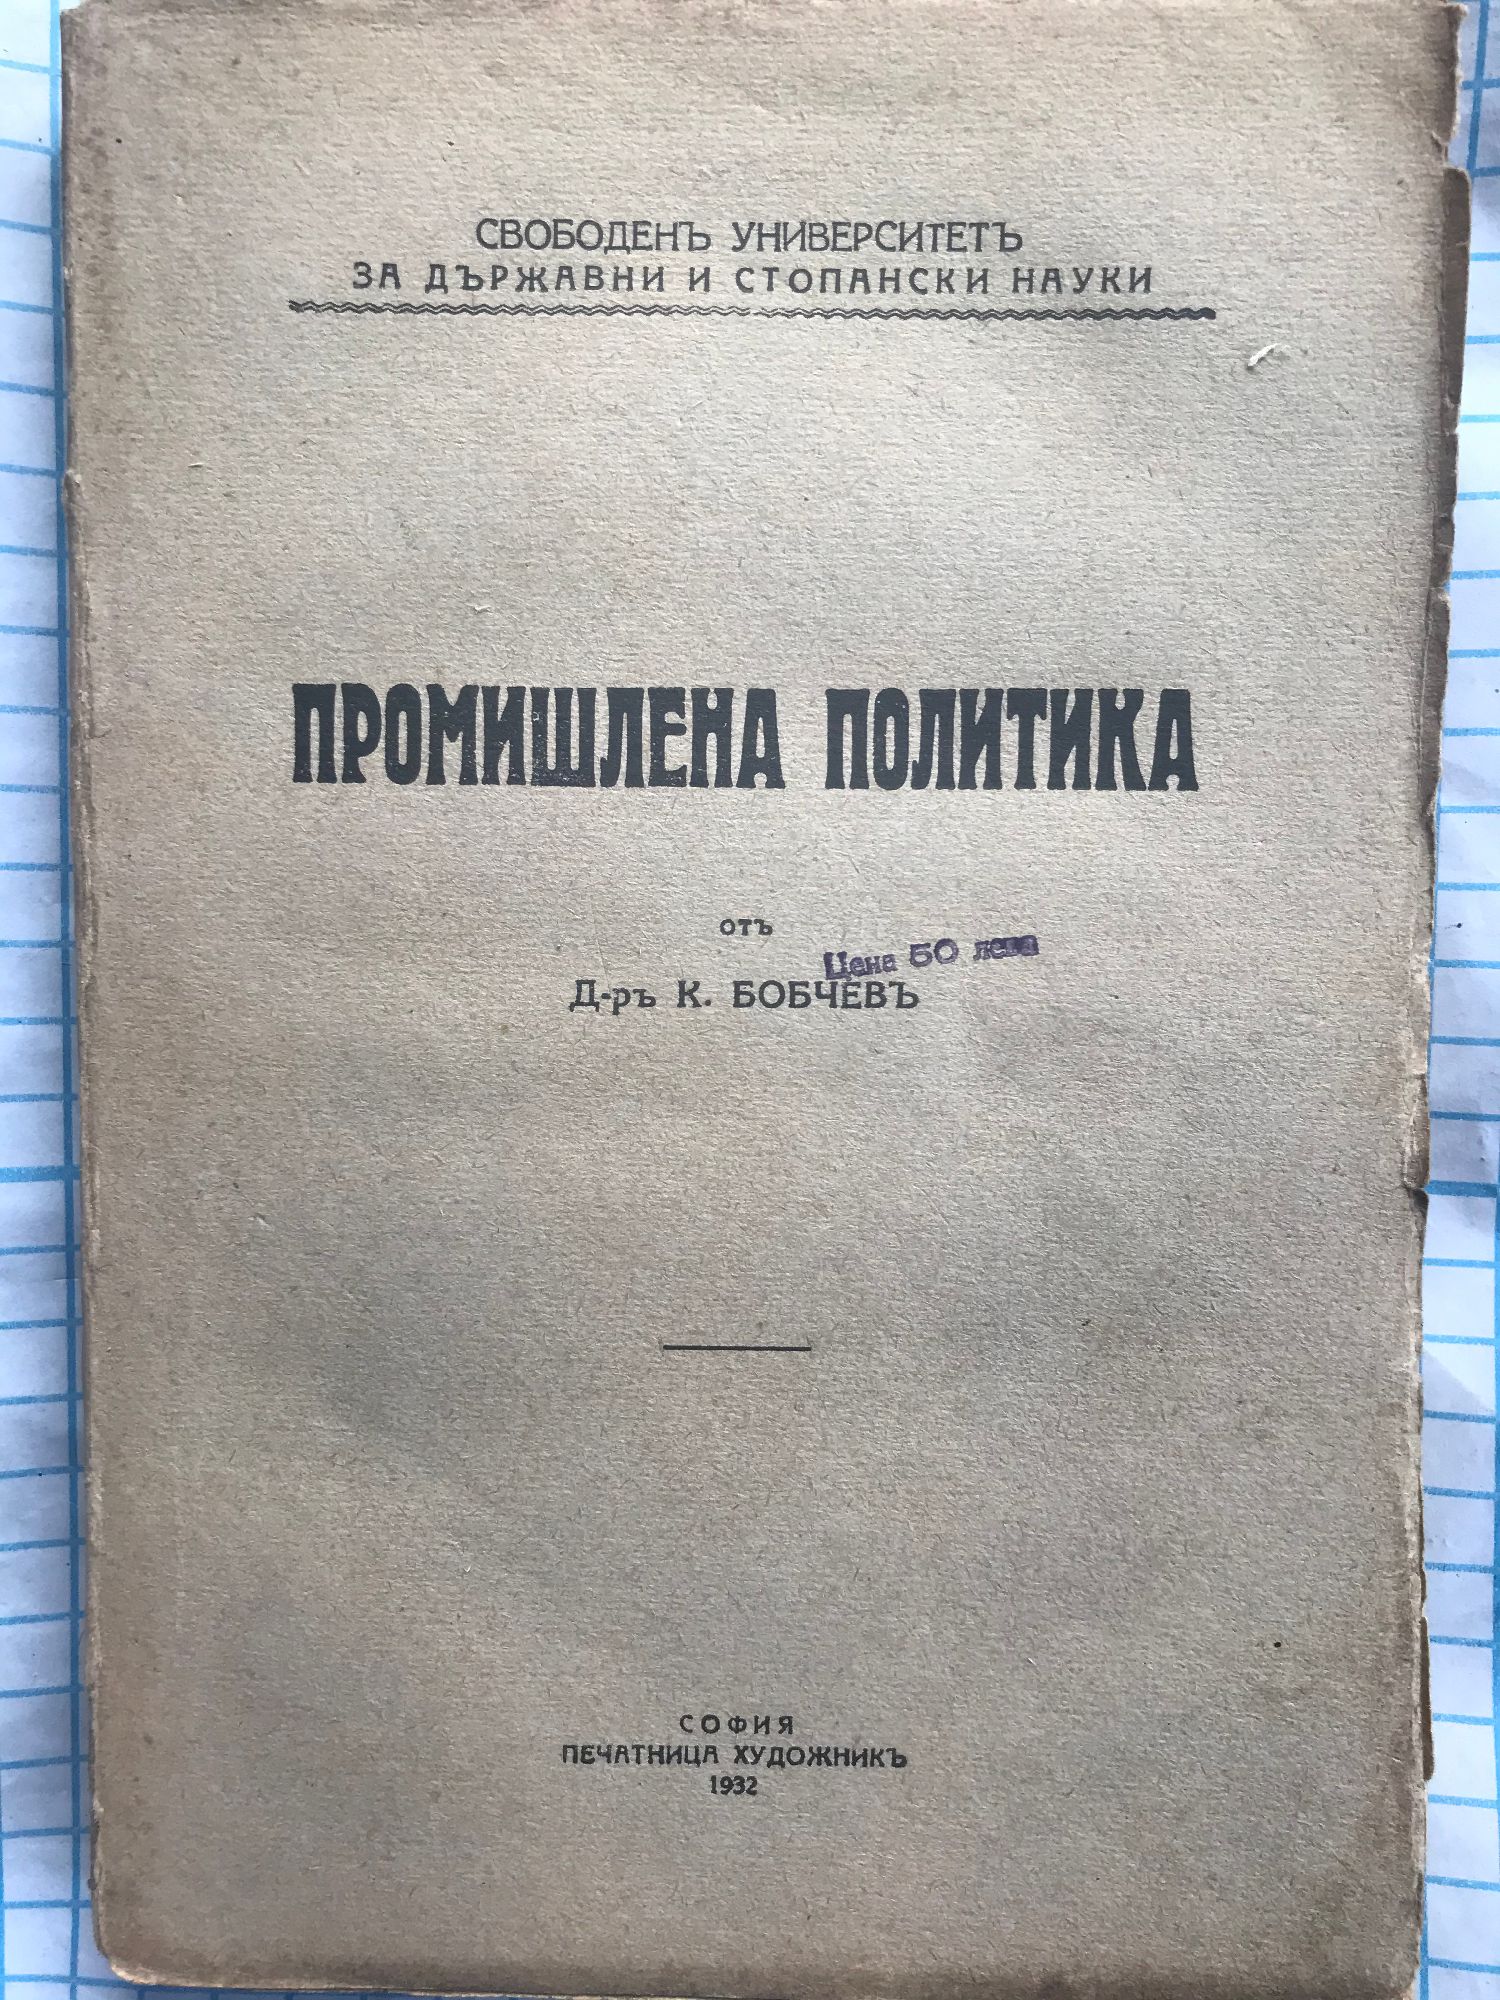 СВОБОДЕНЪ УНИВЕРСИТЕТЪ
ЗА ДЪРЖАВНИ И СТОПАНСКИ НАУКИ
ПРОМИШЛЕНА ПОЛИТИКА
отъ
Цена 50 лева
Д-ръ К. БОБЧЕВЪ
СОФИЯ
ПЕЧАТНИЦА ХУДОЖНИКЪ
1932